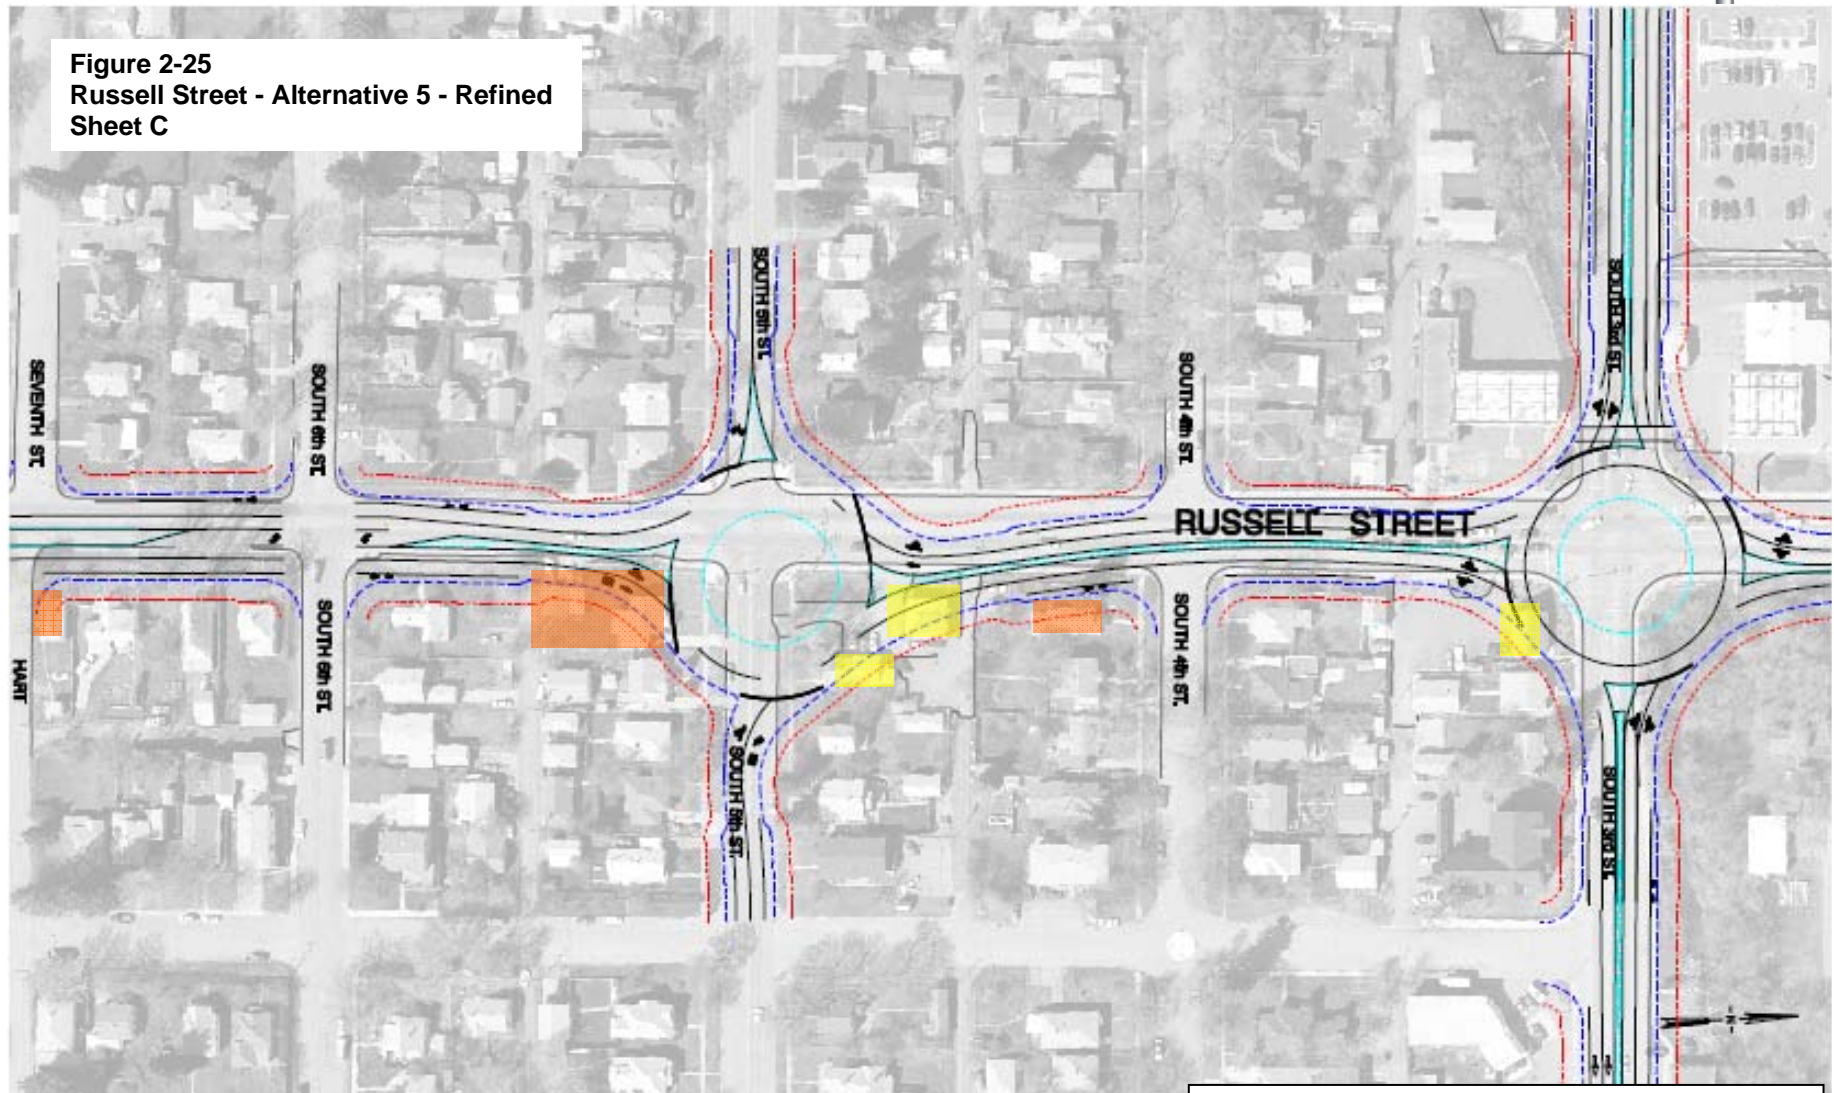 Figure 2-25
Russell Street - Alternative 5 - Refined
Sheet C
SOUTH 5th ST.
SOUTH 3rd ST.
SEVENTH ST.
SOUTH 6th ST.
SOUTH 4th ST.
RUSSELL STREET
HART
SOUTH 6th ST.
SOUTH 4th ST.
SOUTH 5th ST.
SOUTH 3rd ST.
N